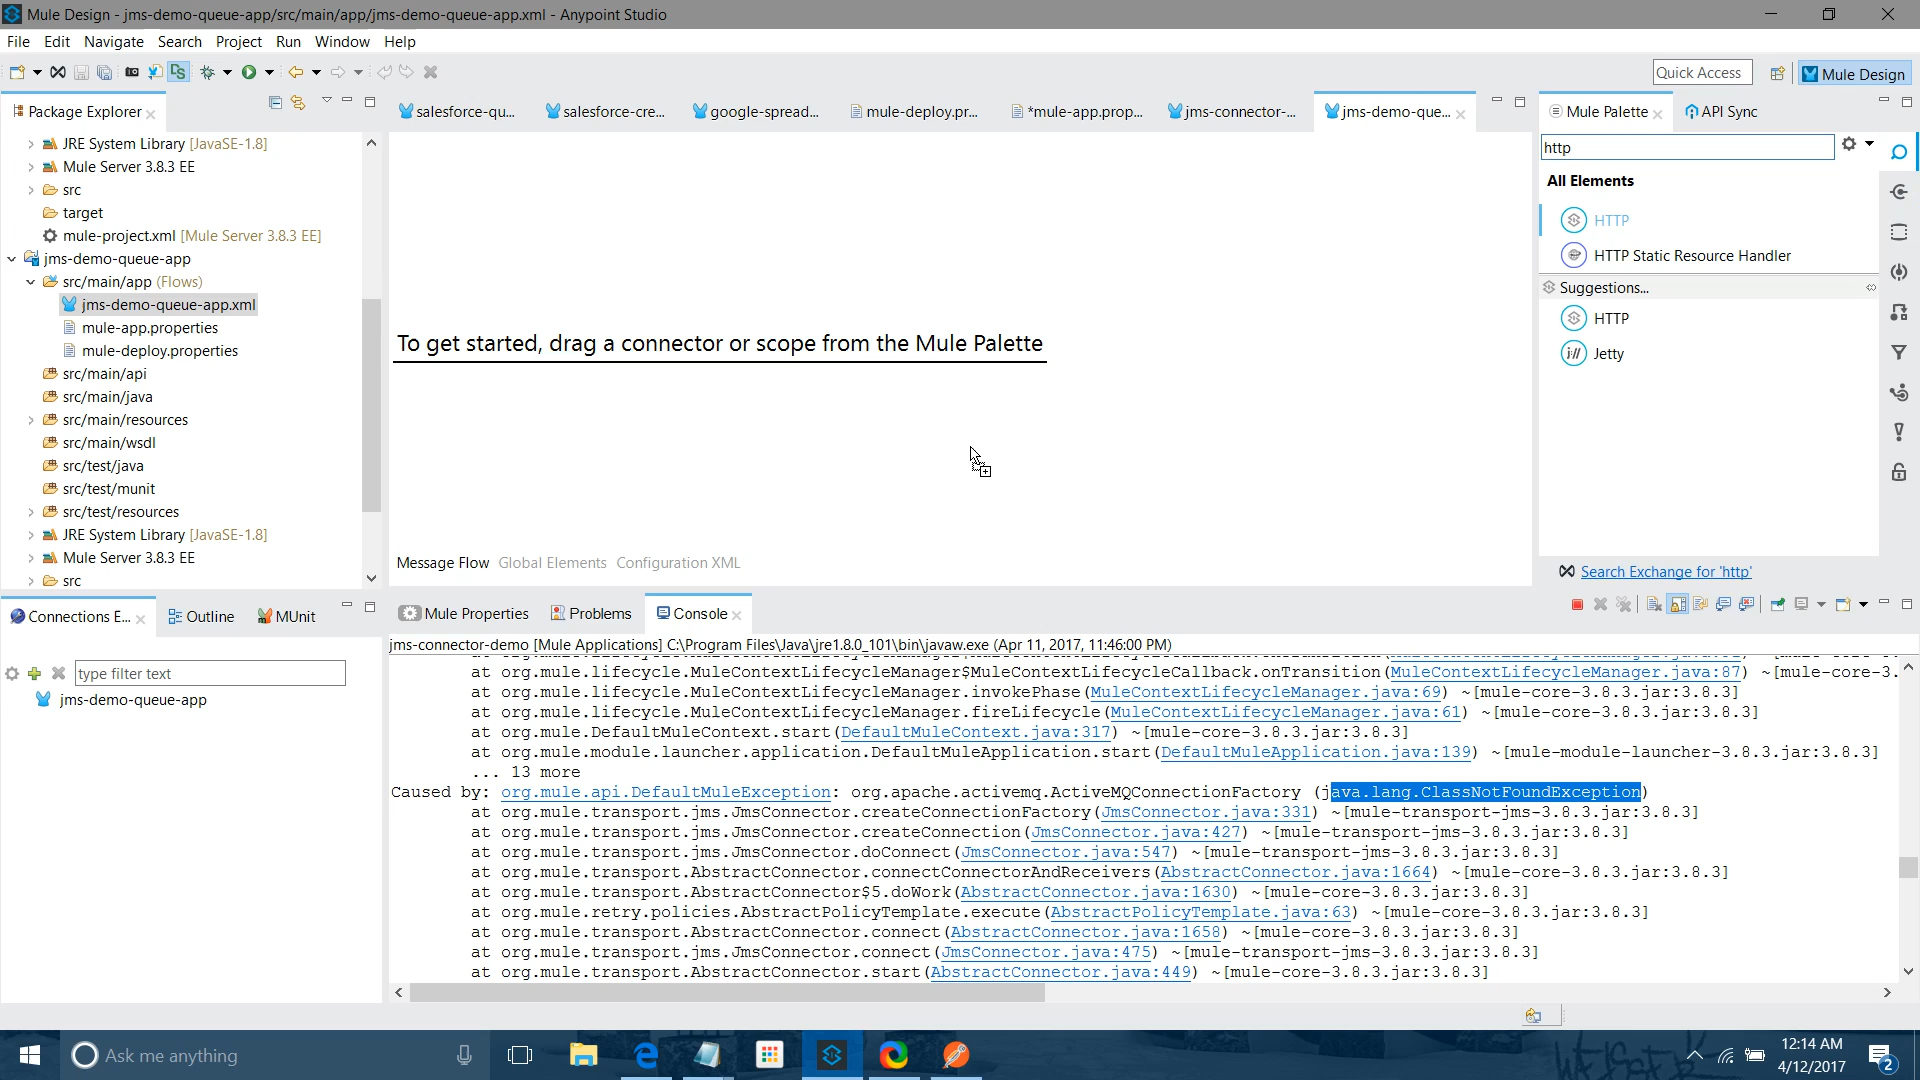 Mule Design - jms-demo-queue-app/src/main/app/jms-demo-queue-app.xml - Anypoint Studio
File Edit Navigate Search Project Run Window Help
Quick Access
Mule Design
Package Explorer
JRE System Library [JavaSE-1.8]
Mule Server 3.8.3 EE
src
target
mule-project.xml [Mule Server 3.8.3 EE]
jms-demo-queue-app
src/main/app (Flows)
jms-demo-queue-app.xml
mule-app.properties
mule-deploy.properties
src/main/api
src/main/java
src/main/resources
src/main/wsdl
src/test/java
src/test/munit
src/test/resources
JRE System Library [JavaSE-1.8]
Mule Server 3.8.3 EE
src
salesforce-qu... salesforce-cre... google-spread... mule-deploy.pr... *mule-app.prop... jms-connector-... jms-demo-que...
To get started, drag a connector or scope from the Mule Palette
Message Flow Global Elements Configuration XML
Mule Palette API Sync
http
All Elements
HTTP
HTTP Static Resource Handler
Suggestions...
HTTP
Jetty
Search Exchange for 'http'
Connections E... Outline MUnit
type filter text
jms-demo-queue-app
Mule Properties Problems Console
jms-connector-demo [Mule Applications] C:\Program Files\Java\jre1.8.0_101\bin\javaw.exe (Apr 11, 2017, 11:46:00 PM)
at org.mule.lifecycle.MuleContextLifecycleManager$MuleContextLifecycleCallback.onTransition(MuleContextLifecycleManager.java:87) ~[mule-core-3.
at org.mule.lifecycle.MuleContextLifecycleManager.invokePhase(MuleContextLifecycleManager.java:69) ~[mule-core-3.8.3.jar:3.8.3]
at org.mule.lifecycle.MuleContextLifecycleManager.fireLifecycle(MuleContextLifecycleManager.java:61) ~[mule-core-3.8.3.jar:3.8.3]
at org.mule.DefaultMuleContext.start(DefaultMuleContext.java:317) ~[mule-core-3.8.3.jar:3.8.3]
at org.mule.module.launcher.application.DefaultMuleApplication.start(DefaultMuleApplication.java:139) ~[mule-module-launcher-3.8.3.jar:3.8.3]
... 13 more
Caused by: org.mule.api.DefaultMuleException: org.apache.activemq.ActiveMQConnectionFactory (java.lang.ClassNotFoundException)
at org.mule.transport.jms.JmsConnector.createConnectionFactory(JmsConnector.java:331) ~[mule-transport-jms-3.8.3.jar:3.8.3]
at org.mule.transport.jms.JmsConnector.createConnection(JmsConnector.java:427) ~[mule-transport-jms-3.8.3.jar:3.8.3]
at org.mule.transport.jms.JmsConnector.doConnect(JmsConnector.java:547) ~[mule-transport-jms-3.8.3.jar:3.8.3]
at org.mule.transport.AbstractConnector.connectConnectorAndReceivers(AbstractConnector.java:1664) ~[mule-core-3.8.3.jar:3.8.3]
at org.mule.transport.AbstractConnector$5.doWork(AbstractConnector.java:1630) ~[mule-core-3.8.3.jar:3.8.3]
at org.mule.retry.policies.AbstractPolicyTemplate.execute(AbstractPolicyTemplate.java:63) ~[mule-core-3.8.3.jar:3.8.3]
at org.mule.transport.AbstractConnector.connect(AbstractConnector.java:1658) ~[mule-core-3.8.3.jar:3.8.3]
at org.mule.transport.jms.JmsConnector.connect(JmsConnector.java:475) ~[mule-transport-jms-3.8.3.jar:3.8.3]
at org.mule.transport.AbstractConnector.start(AbstractConnector.java:449) ~[mule-core-3.8.3.jar:3.8.3]
Ask me anything
12:14 AM
4/12/2017
2